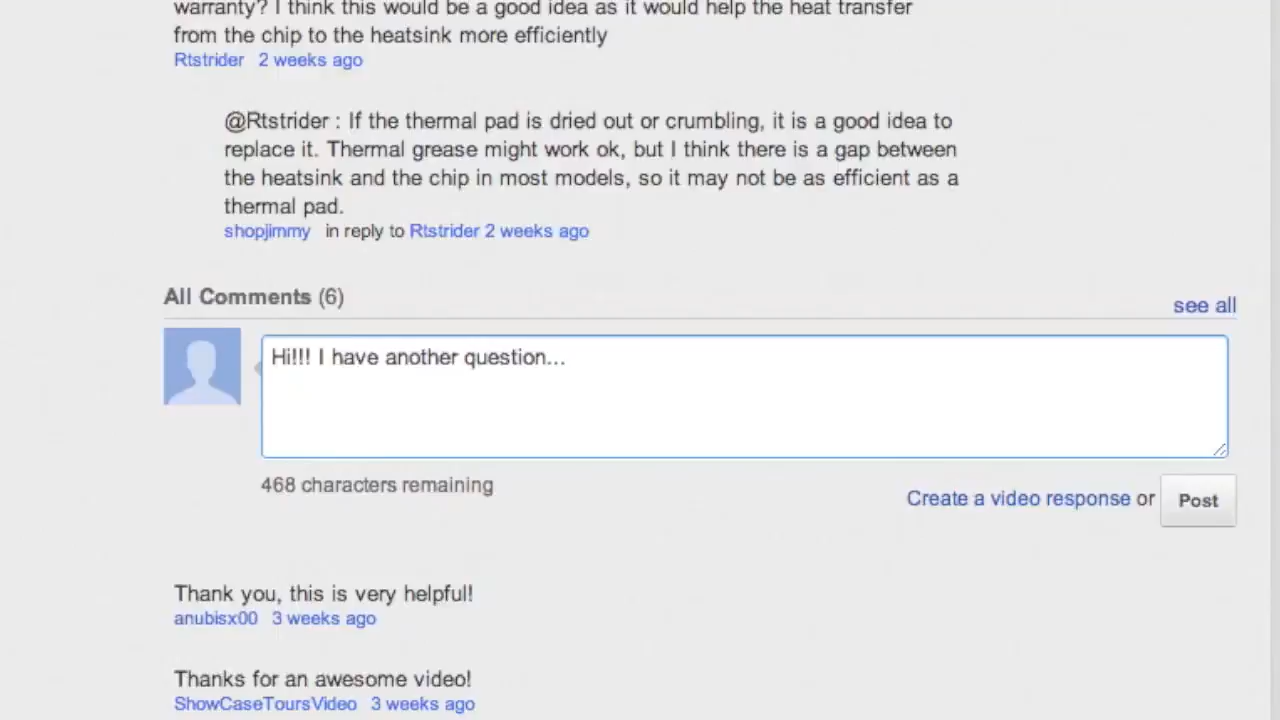 warranty? I think this would be a good idea as it would help the heat transfer
from the chip to the heatsink more efficiently
Rtstrider 2 weeks ago
@Rtstrider : If the thermal pad is dried out or crumbling, it is a good idea to
replace it. Thermal grease might work ok, but I think there is a gap between
the heatsink and the chip in most models, so it may not be as efficient as a
thermal pad.
shopjimmy in reply to Rtstrider 2 weeks ago
All Comments (6)
see all
Hi!!! I have another question...
468 characters remaining
Create a video response or Post
Thank you, this is very helpful!
anubisx00 3 weeks ago
Thanks for an awesome video!
ShowCaseToursVideo 3 weeks ago